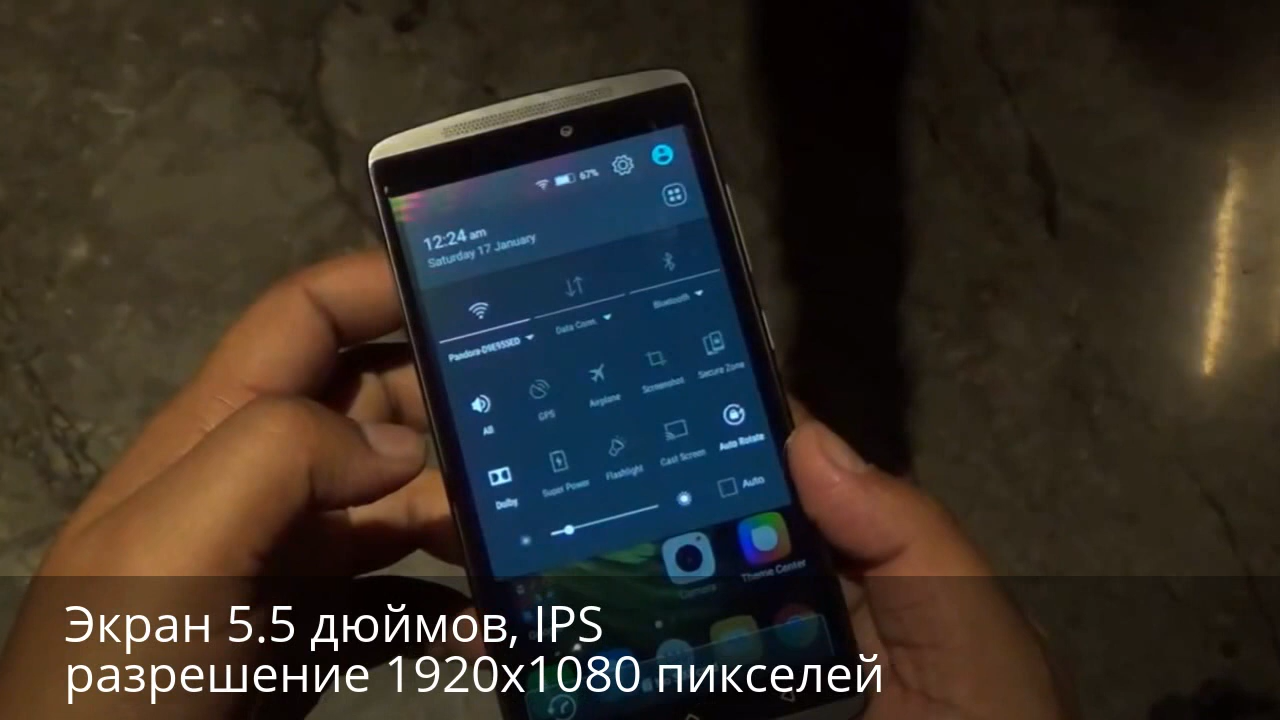 67%
12:24 am
Saturday 17 January
Data Conn.
Bluetooth
All
GPS
Airplane
Screenshot
Secure Zone
Dolby
Super Power
Flashlight
Cast Screen
Auto Rotate
Auto
Camera
Theme Center
Экран 5.5 дюймов, IPS
разрешение 1920x1080 пикселей